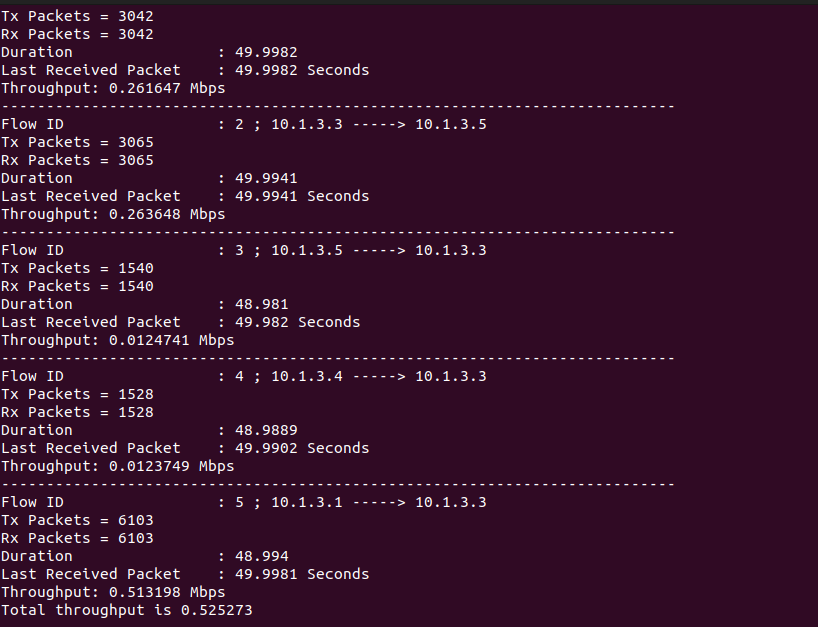 Tx Packets = 3042
Rx Packets = 3042
Duration : 49.9982
Last Received Packet : 49.9982 Seconds
Throughput: 0.261647 Mbps
---------------------------------------------------------------------------
Flow ID : 2 ; 10.1.3.3 -----> 10.1.3.5
Tx Packets = 3065
Rx Packets = 3065
Duration : 49.9941
Last Received Packet : 49.9941 Seconds
Throughput: 0.263648 Mbps
---------------------------------------------------------------------------
Flow ID : 3 ; 10.1.3.5 -----> 10.1.3.3
Tx Packets = 1540
Rx Packets = 1540
Duration : 48.981
Last Received Packet : 49.982 Seconds
Throughput: 0.0124741 Mbps
---------------------------------------------------------------------------
Flow ID : 4 ; 10.1.3.4 -----> 10.1.3.3
Tx Packets = 1528
Rx Packets = 1528
Duration : 48.9889
Last Received Packet : 49.9902 Seconds
Throughput: 0.0123749 Mbps
---------------------------------------------------------------------------
Flow ID : 5 ; 10.1.3.1 -----> 10.1.3.3
Tx Packets = 6103
Rx Packets = 6103
Duration : 48.994
Last Received Packet : 49.9981 Seconds
Throughput: 0.513198 Mbps
Total throughput is 0.525273